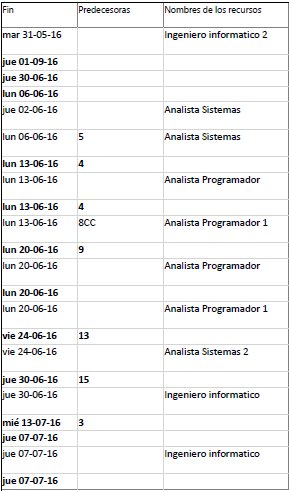 Fin Predecesoras Nombres de los recursos
mar 31-05-16 Ingeniero informatico 2
jue 01-09-16
jue 30-06-16
lun 06-06-16
jue 02-06-16 Analista Sistemas
lun 06-06-16 5 Analista Sistemas
lun 13-06-16 4
lun 13-06-16 Analista Programador
lun 13-06-16 4
lun 13-06-16 8CC Analista Programador 1
lun 20-06-16 9
lun 20-06-16 Analista Programador
lun 20-06-16
lun 20-06-16 Analista Programador 1
vie 24-06-16 13
vie 24-06-16 Analista Sistemas 2
jue 30-06-16 15
jue 30-06-16 Ingeniero informatico
mié 13-07-16 3
jue 07-07-16
jue 07-07-16 Ingeniero informatico
jue 07-07-16